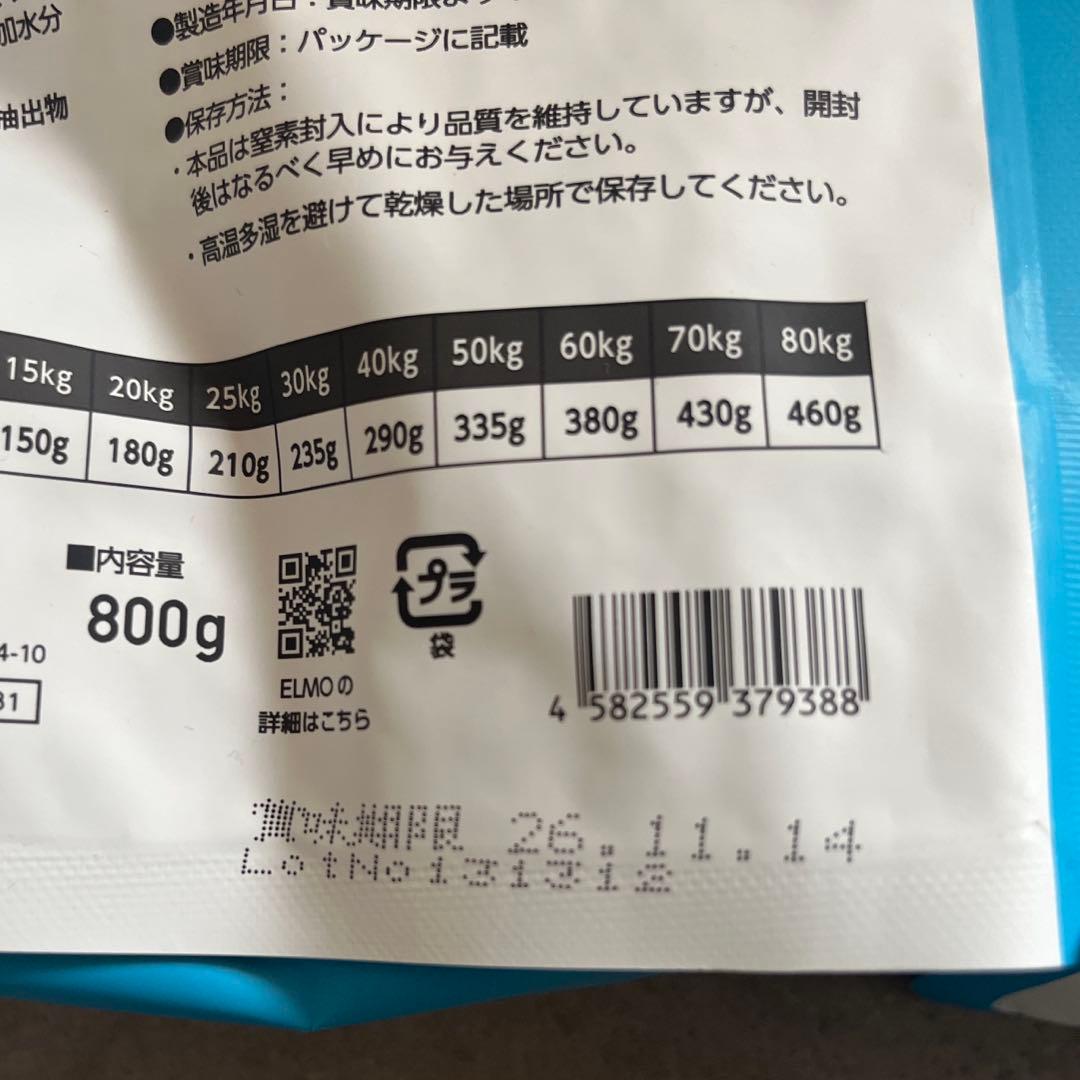 加水分
抽出物
●製造年月日：賞味期限より
●賞味期限：パッケージに記載
●保存方法：
・本品は窒素封入により品質を維持していますが、開封
後はなるべく早めにお与えください。
・高温多湿を避けて乾燥した場所で保存してください。
15kg 20kg 25kg 30kg 40kg 50kg 60kg 70kg 80kg
150g 180g 210g 235g 290g 335g 380g 430g 460g
■内容量
800g
4-10
31
ELMOの
詳細はこちら
プラ
袋
4 582559 379388
賞味期限 26.11.14
LotNo